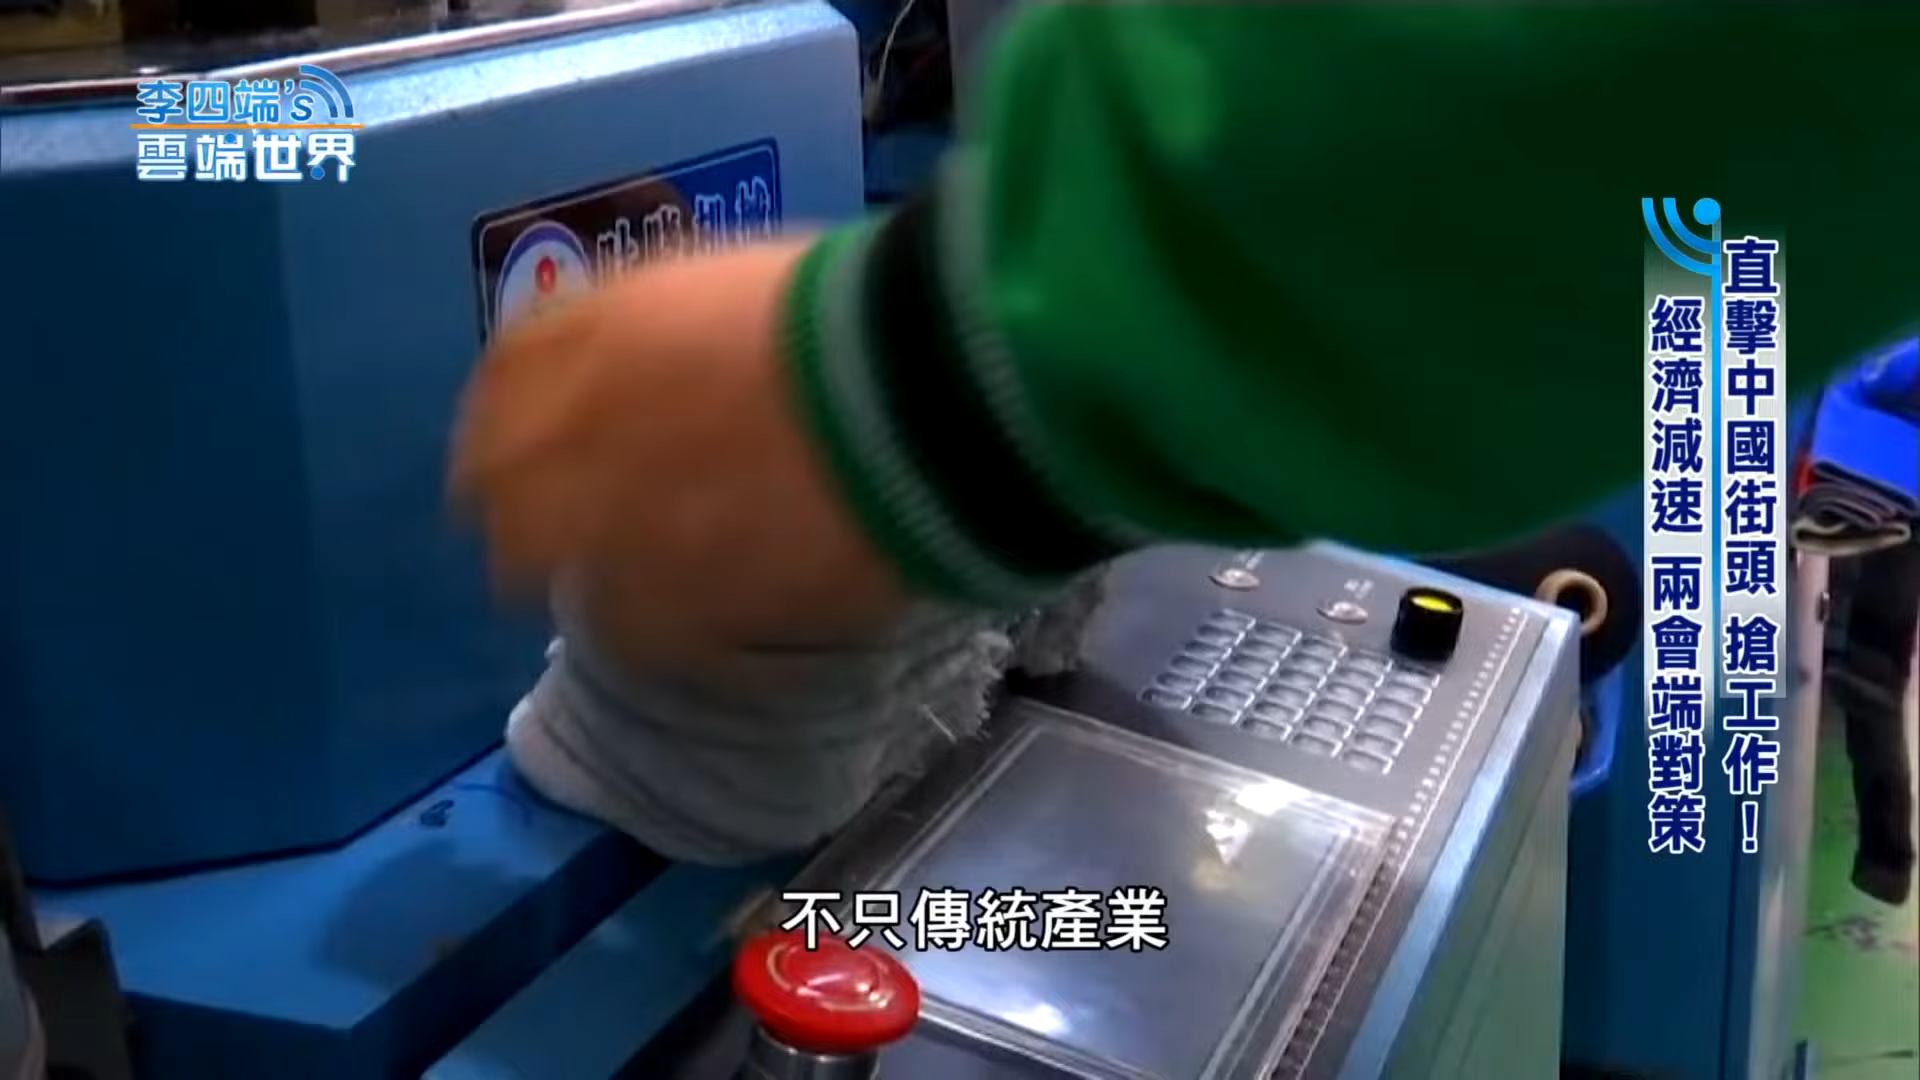 李四端's
雲端世界
直擊中國街頭 搶工作！
經濟減速 兩會端對策
不只傳統產業